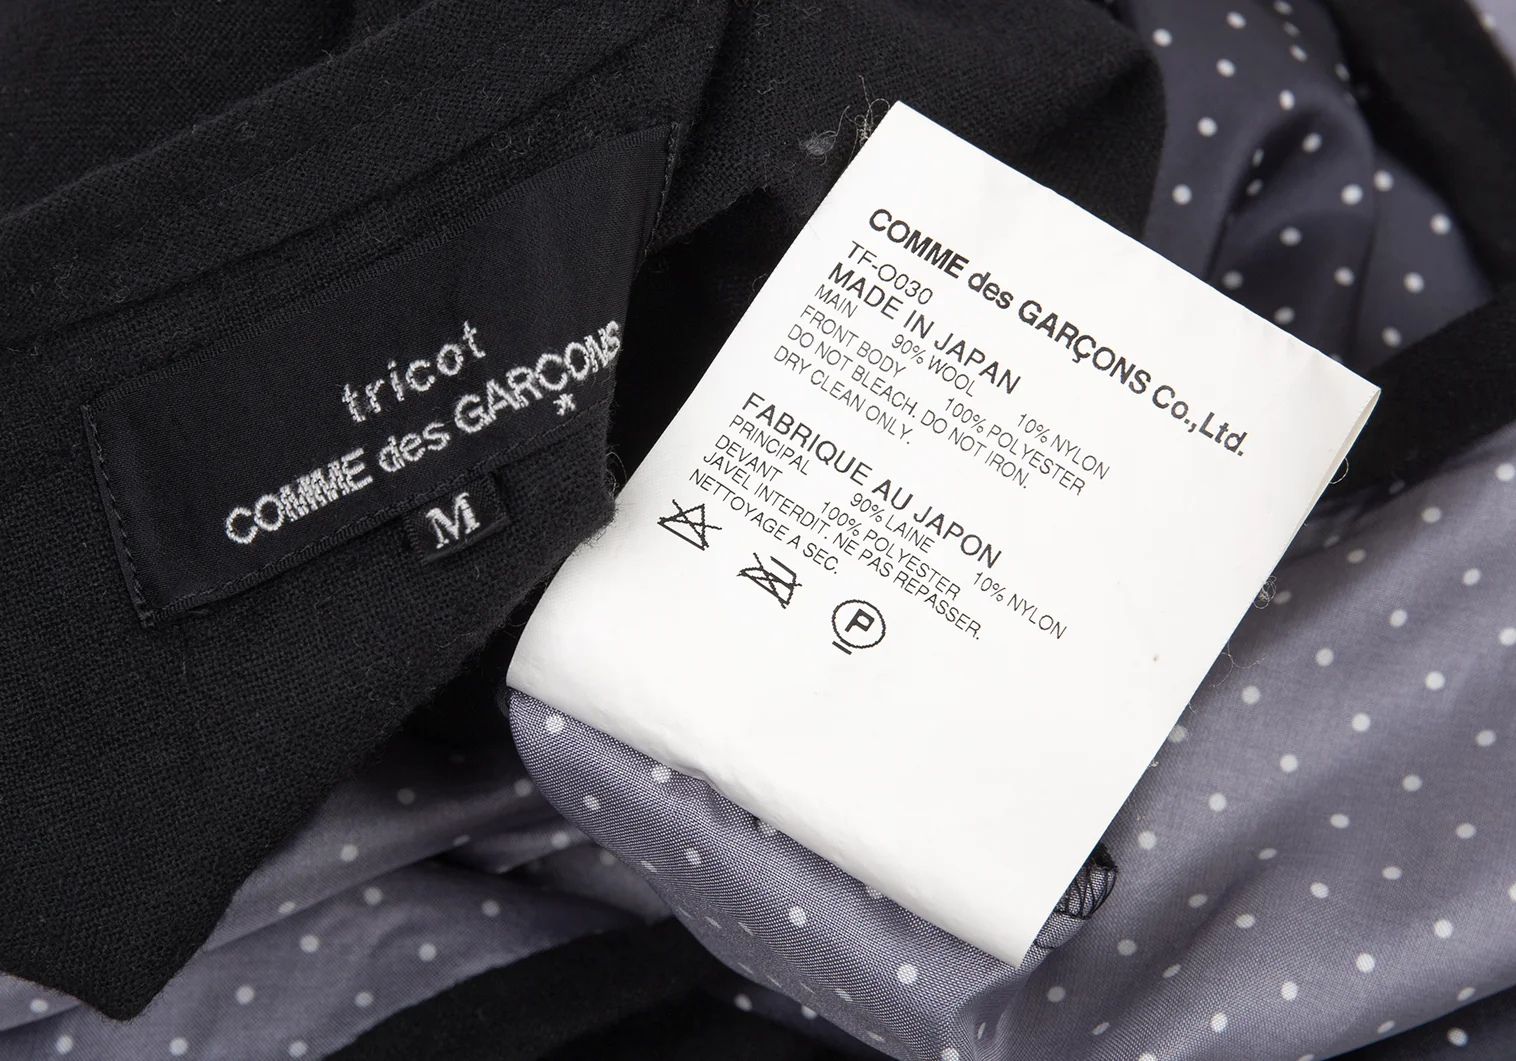 tricot
COMME des GARCONS
M
COMME des GARÇONS Co., Ltd.
TF-O030
MADE IN JAPAN
MAIN 90% WOOL 10% NYLON
FRONT BODY 100% POLYESTER
DO NOT BLEACH. DO NOT IRON.
DRY CLEAN ONLY.
FABRIQUE AU JAPON
PRINCIPAL 90% LAINE 10% NYLON
DEVANT 100% POLYESTER
JAVEL INTERDIT. NE PAS REPASSER.
NETTOYAGE A SEC.
P